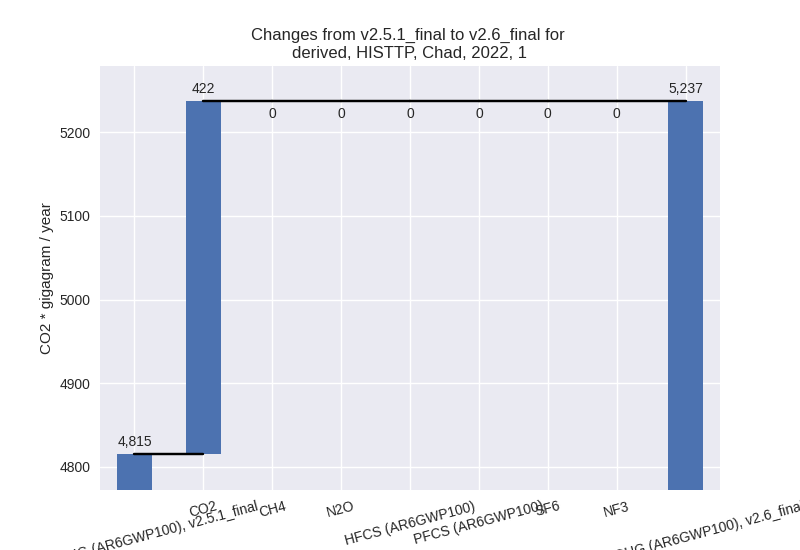 Changes from v2.5.1_final to v2.6_final for
derived, HISTTP, Chad, 2022, 1
422
5,237
0 0 0 0 0 0
5200
5100
5000
4900
4800
4,815
CO2 * gigagram / year
(AR6GWP100), v2.5.1_final
CO2
CH4
N2O
HFCS (AR6GWP100)
PFCS (AR6GWP100)
SF6
NF3
(AR6GWP100), v2.6_final